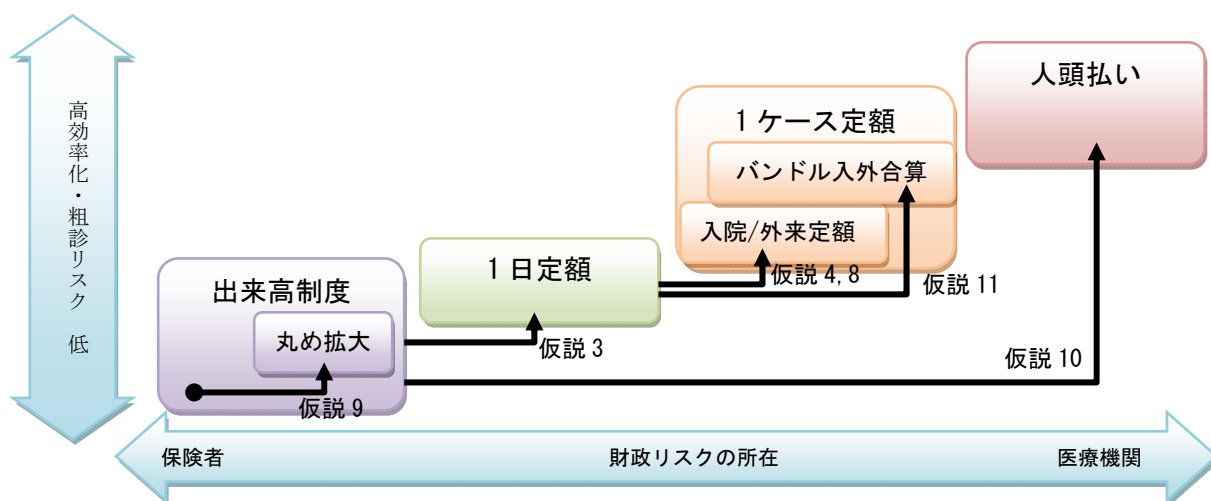 高効率化・粗診リスク 低
人頭払い
1ケース定額
バンドル入外合算
入院/外来定額
仮説 4,8
仮説 11
1日定額
仮説 3
出来高制度
丸め拡大
仮説 9
仮説 10
保険者
財政リスクの所在
医療機関